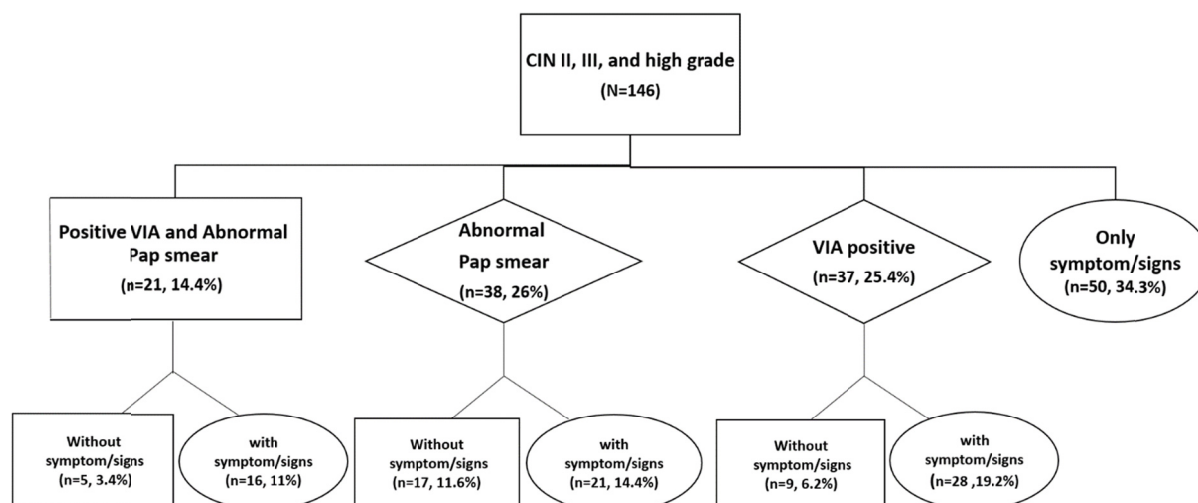 CIN II, III, and high grade
(N=146)
Positive VIA and Abnormal
Pap smear
(n=21, 14.4%)
Abnormal
Pap smear
(n=38, 26%)
VIA positive
(n=37, 25.4%)
Only
symptom/signs
(n=50, 34.3%)
Without
symptom/signs
(n=5, 3.4%)
with
symptom/signs
(n=16, 11%)
Without
symptom/signs
(n=17, 11.6%)
with
symptom/signs
(n=21, 14.4%)
Without
symptom/signs
(n=9, 6.2%)
with
symptom/signs
(n=28 ,19.2%)